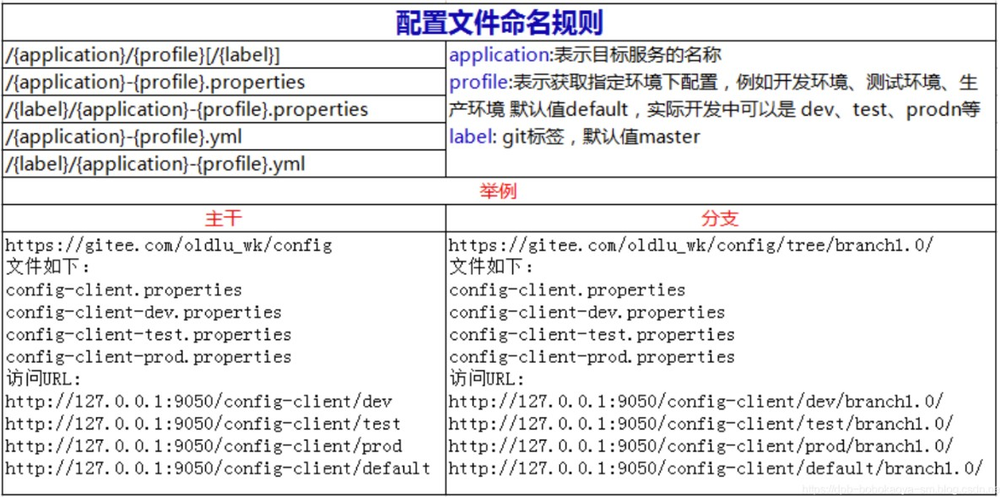 配置文件命名规则
/{application}/{profile}[/{label}]
/{application}-{profile}.properties
/{label}/{application}-{profile}.properties
/{application}-{profile}.yml
/{label}/{application}-{profile}.yml
application:表示目标服务的名称
profile:表示获取指定环境下配置，例如开发环境、测试环境、生
产环境 默认值default，实际开发中可以是 dev、test、prodn等
label: git标签，默认值master
举例
主干
分支
https://gitee.com/oldlu_wk/config
文件如下：
config-client.properties
config-client-dev.properties
config-client-test.properties
config-client-prod.properties
访问URL：
http://127.0.0.1:9050/config-client/dev
http://127.0.0.1:9050/config-client/test
http://127.0.0.1:9050/config-client/prod
http://127.0.0.1:9050/config-client/default
https://gitee.com/oldlu_wk/config/tree/branch1.0/
文件如下：
config-client.properties
config-client-dev.properties
config-client-test.properties
config-client-prod.properties
访问URL：
http://127.0.0.1:9050/config-client/dev/branch1.0/
http://127.0.0.1:9050/config-client/test/branch1.0/
http://127.0.0.1:9050/config-client/prod/branch1.0/
http://127.0.0.1:9050/config-client/default/branch1.0/